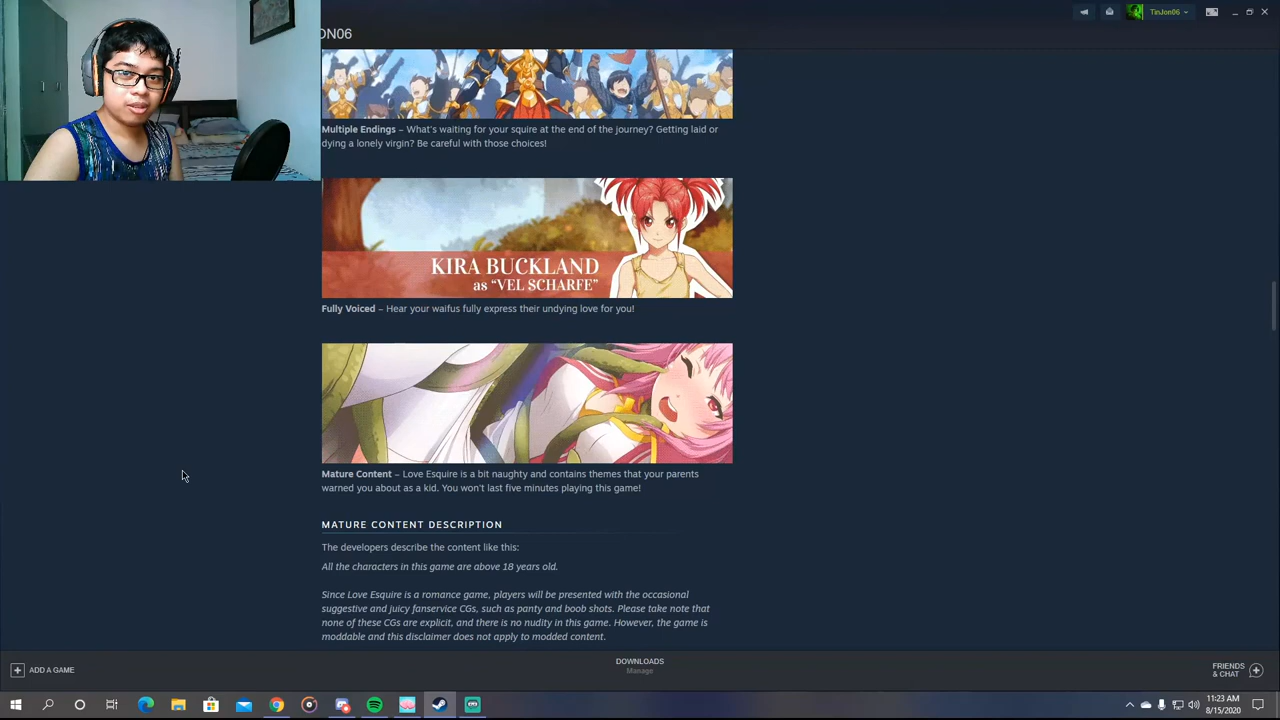 TinJon06
ON06
Multiple Endings – What's waiting for your squire at the end of the journey? Getting laid or
dying a lonely virgin? Be careful with those choices!
KIRA BUCKLAND
as "VEL SCHARFE"
Fully Voiced – Hear your waifus fully express their undying love for you!
Mature Content – Love Esquire is a bit naughty and contains themes that your parents
warned you about as a kid. You won't last five minutes playing this game!
MATURE CONTENT DESCRIPTION
The developers describe the content like this:
All the characters in this game are above 18 years old.
Since Love Esquire is a romance game, players will be presented with the occasional
suggestive and juicy fanservice CGs, such as panty and boob shots. Please take note that
none of these CGs are explicit, and there is no nudity in this game. However, the game is
moddable and this disclaimer does not apply to modded content.
ADD A GAME
DOWNLOADS
Manage
FRIENDS
& CHAT
11:23 AM
8/15/2020